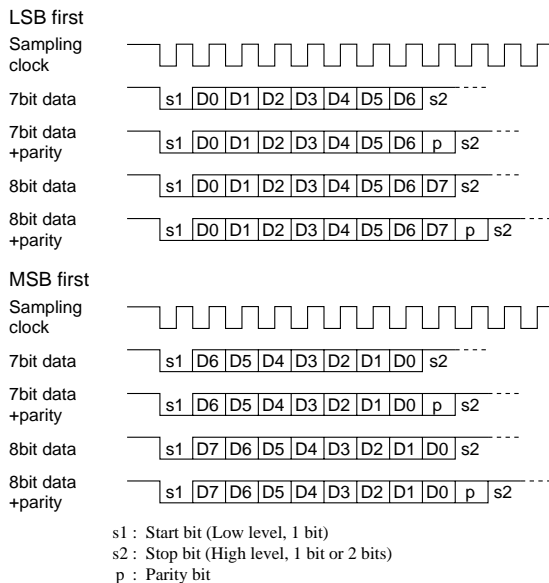 LSB first
Sampling
clock
7bit data
s1 D0 D1 D2 D3 D4 D5 D6 s2
7bit data
+parity
s1 D0 D1 D2 D3 D4 D5 D6 p s2
8bit data
s1 D0 D1 D2 D3 D4 D5 D6 D7 s2
8bit data
+parity
s1 D0 D1 D2 D3 D4 D5 D6 D7 p s2
MSB first
Sampling
clock
7bit data
s1 D6 D5 D4 D3 D2 D1 D0 s2
7bit data
+parity
s1 D6 D5 D4 D3 D2 D1 D0 p s2
8bit data
s1 D7 D6 D5 D4 D3 D2 D1 D0 s2
8bit data
+parity
s1 D7 D6 D5 D4 D3 D2 D1 D0 p s2
s1 : Start bit (Low level, 1 bit)
s2 : Stop bit (High level, 1 bit or 2 bits)
p : Parity bit